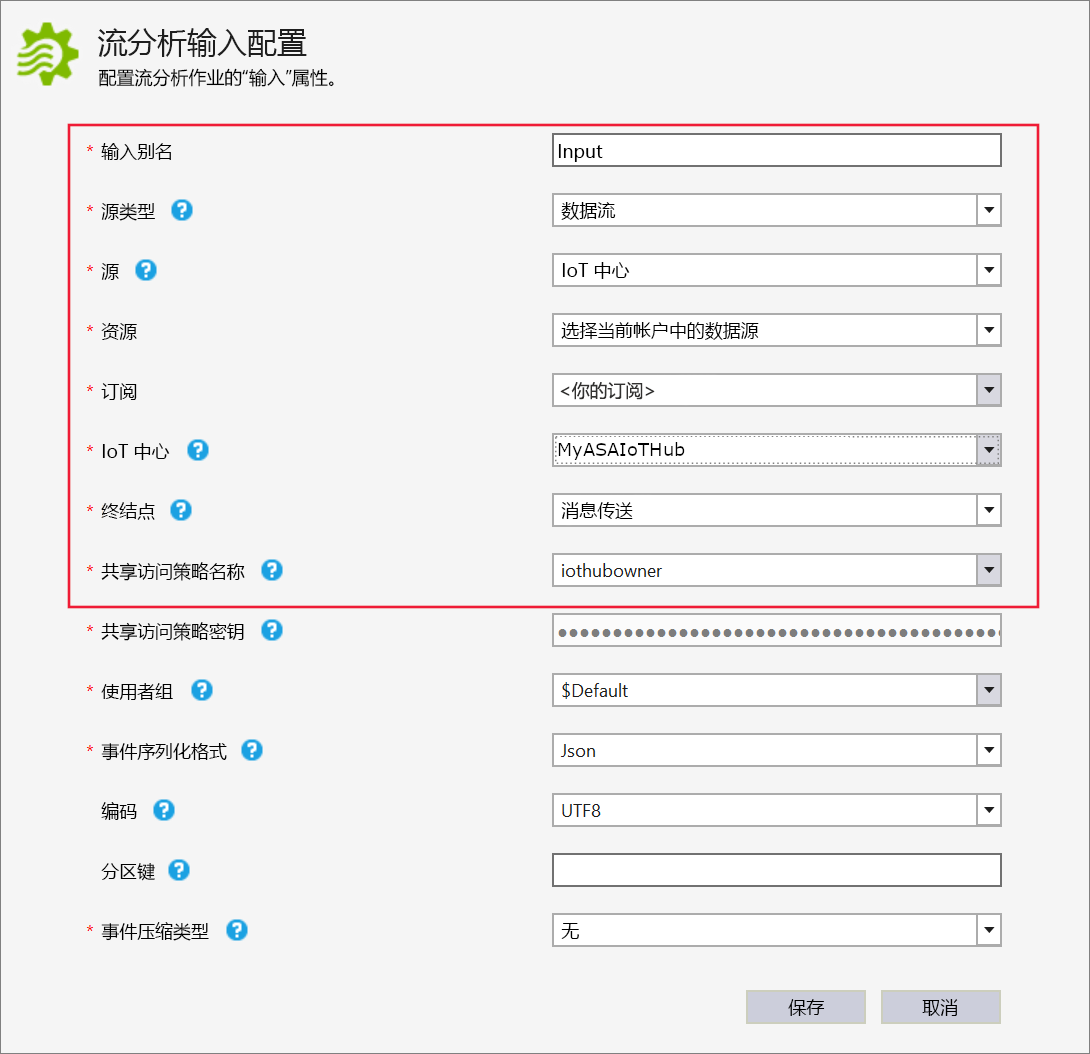 流分析输入配置
配置流分析作业的“输入”属性。
* 输入别名 Input
* 源类型 ? 数据流
* 源 ? IoT 中心
* 资源 选择当前帐户中的数据源
* 订阅 <你的订阅>
* IoT 中心 ? MyASAIoTHub
* 终结点 ? 消息传送
* 共享访问策略名称 ? iothubowner
* 共享访问策略密钥 ? ●●●●●●●●●●●●●●●●●●●●●●●●●●●●●●●●●●●●●●●●
* 使用者组 ? $Default
* 事件序列化格式 ? Json
编码 ? UTF8
分区键 ?
* 事件压缩类型 ? 无
保存 取消